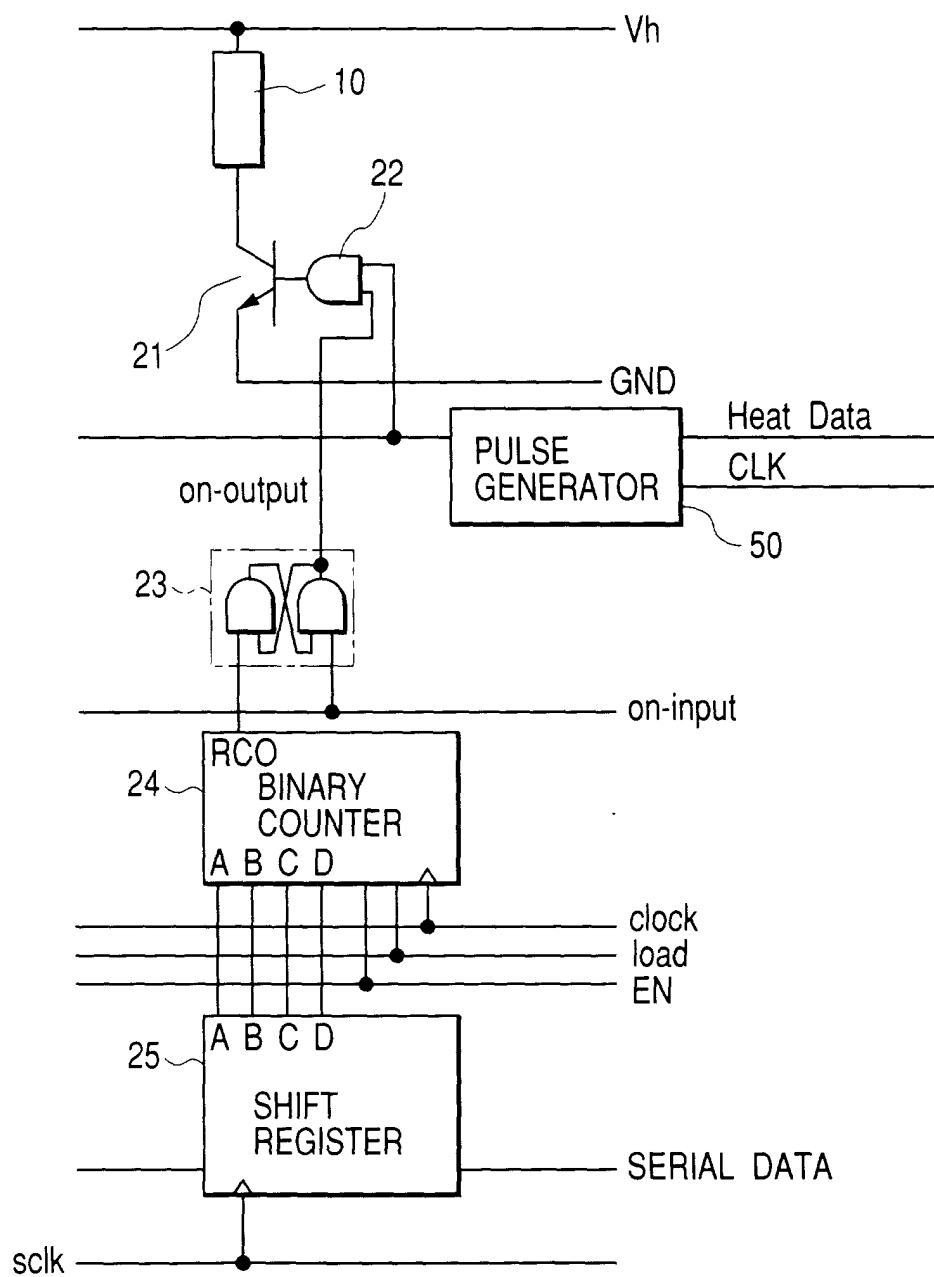 Vh
10
22
21
GND
Heat Data
PULSE
GENERATOR
CLK
on-output
50
23
on-input
RCO
24
BINARY
COUNTER
A B C D
clock
load
EN
A B C D
25
SHIFT
REGISTER
SERIAL DATA
sclk